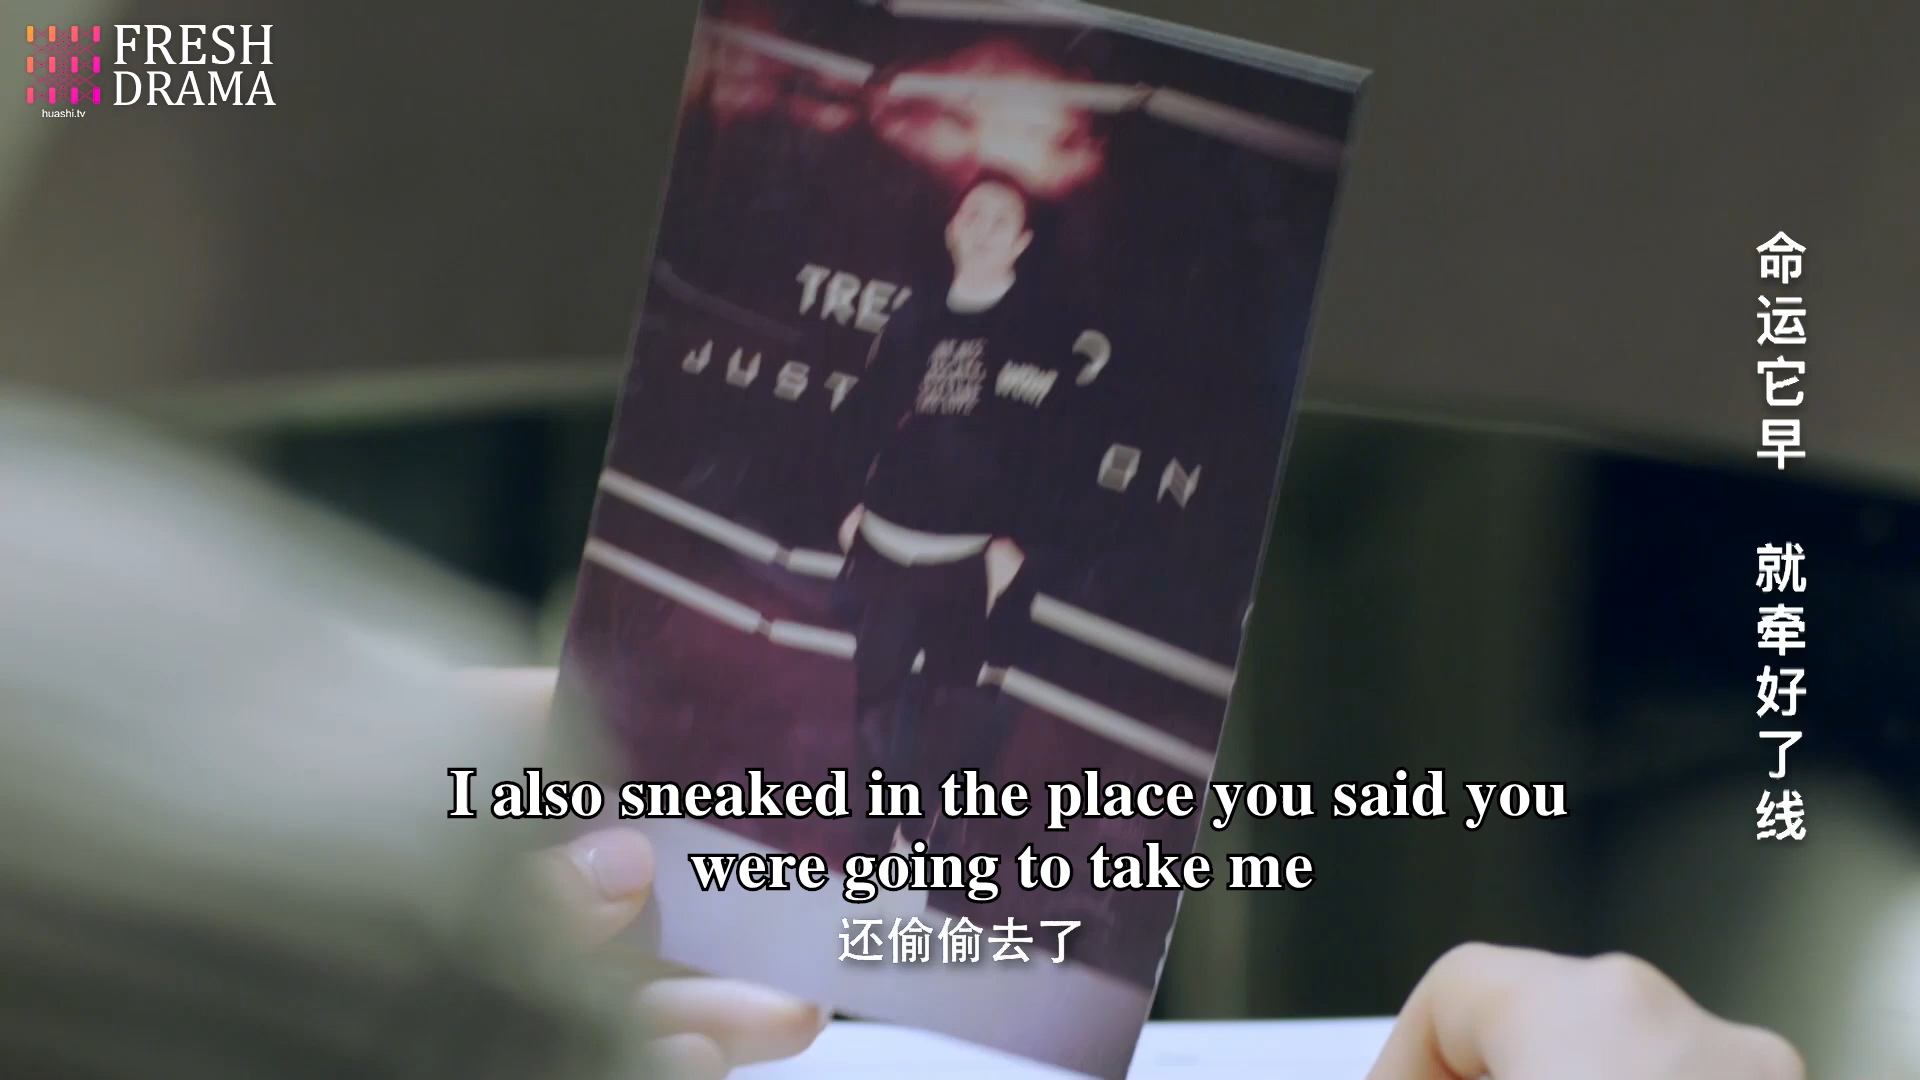 FRESH
DRAMA
huashi.tv
命运它早 就牵好了线
JUST
ON
I also sneaked in the place you said you
were going to take me
还偷偷去了